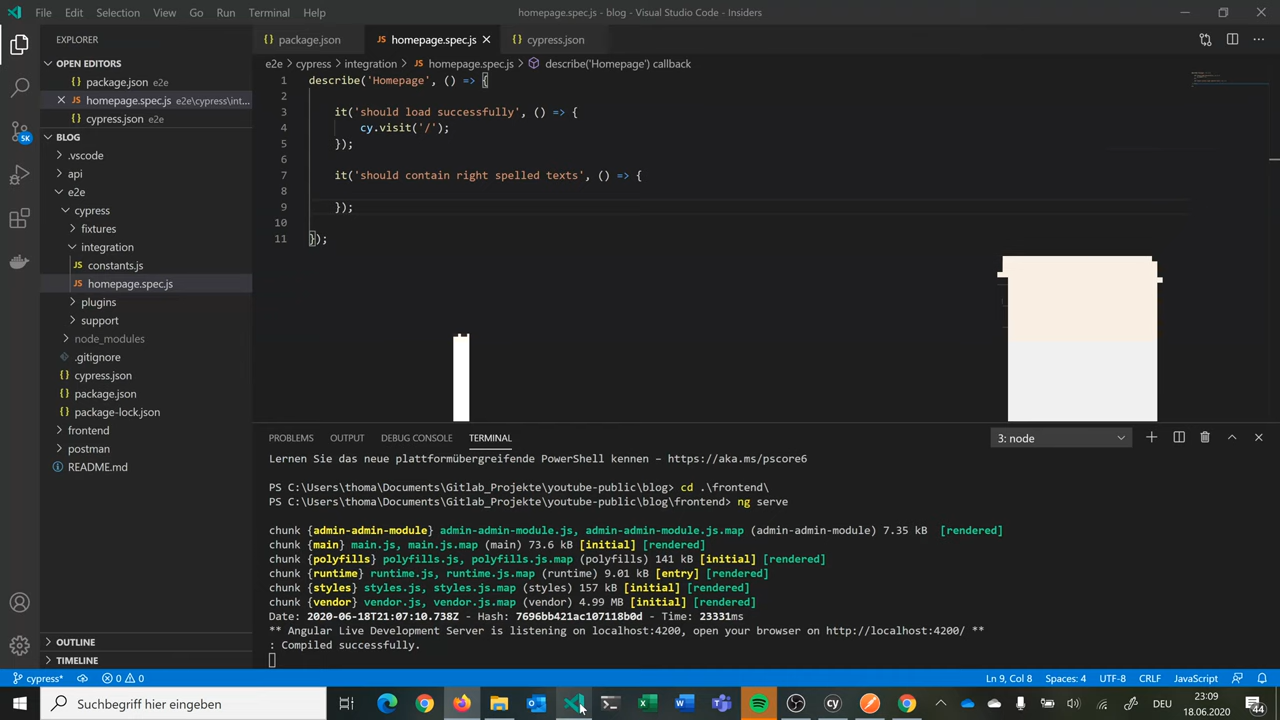 File Edit Selection View Go Run Terminal Help
homepage.spec.js - blog - Visual Studio Code - Insiders
EXPLORER
package.json
homepage.spec.js
cypress.json
OPEN EDITORS
package.json e2e
homepage.spec.js e2e\cypress\int...
cypress.json e2e
BLOG
.vscode
api
e2e
cypress
fixtures
integration
constants.js
homepage.spec.js
plugins
support
node_modules
.gitignore
cypress.json
package.json
package-lock.json
frontend
postman
README.md
OUTLINE
TIMELINE
5K
e2e > cypress > integration > JS homepage.spec.js > describe('Homepage') callback
1 describe('Homepage', () => {
2
3 it('should load successfully', () => {
4 cy.visit('/');
5 });
6
7 it('should contain right spelled texts', () => {
8
9 });
10
11 });
PROBLEMS OUTPUT DEBUG CONSOLE TERMINAL
3: node
Lernen Sie das neue plattformübergreifende PowerShell kennen – https://aka.ms/pscore6
PS C:\Users\thoma\Documents\Gitlab_Projekte\youtube-public\blog> cd .\frontend\
PS C:\Users\thoma\Documents\Gitlab_Projekte\youtube-public\blog\frontend> ng serve
chunk {admin-admin-module} admin-admin-module.js, admin-admin-module.js.map (admin-admin-module) 7.35 kB [rendered]
chunk {main} main.js, main.js.map (main) 73.6 kB [initial] [rendered]
chunk {polyfills} polyfills.js, polyfills.js.map (polyfills) 141 kB [initial] [rendered]
chunk {runtime} runtime.js, runtime.js.map (runtime) 9.01 kB [entry] [rendered]
chunk {styles} styles.js, styles.js.map (styles) 157 kB [initial] [rendered]
chunk {vendor} vendor.js, vendor.js.map (vendor) 4.99 MB [initial] [rendered]
Date: 2020-06-18T21:07:10.738Z - Hash: 7696bb421ac107118b0d - Time: 23331ms
** Angular Live Development Server is listening on localhost:4200, open your browser on http://localhost:4200/ **
: Compiled successfully.
cypress* 0 0 Ln 9, Col 8 Spaces: 4 UTF-8 CRLF JavaScript
Suchbegriff hier eingeben
cy
DEU
23:09
18.06.2020
44